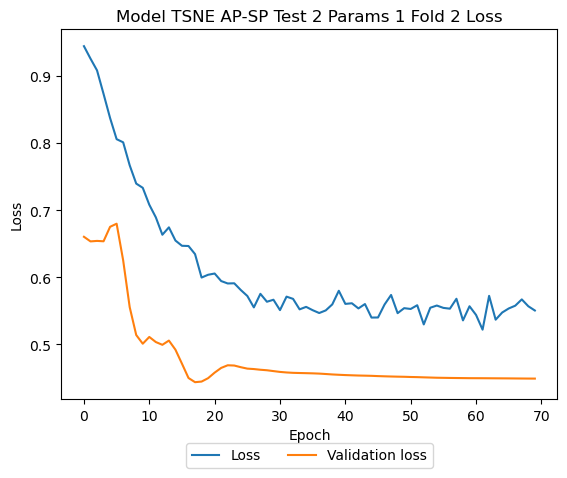 Model TSNE AP-SP Test 2 Params 1 Fold 2 Loss
0.9
0.8
0.7
0.6
0.5
Loss
0 10 20 30 40 50 60 70
Epoch
Loss Validation loss